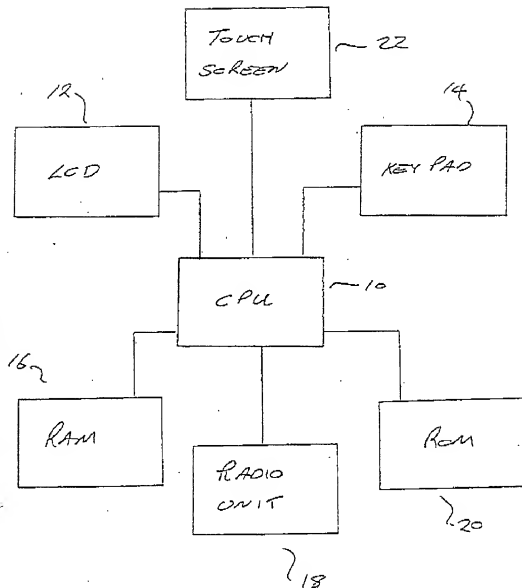 TOUCH
SCREEN
22
12
14
LCD
KEY PAD
CPU
10
16
RAM
RADIO
UNIT
ROM
20
18